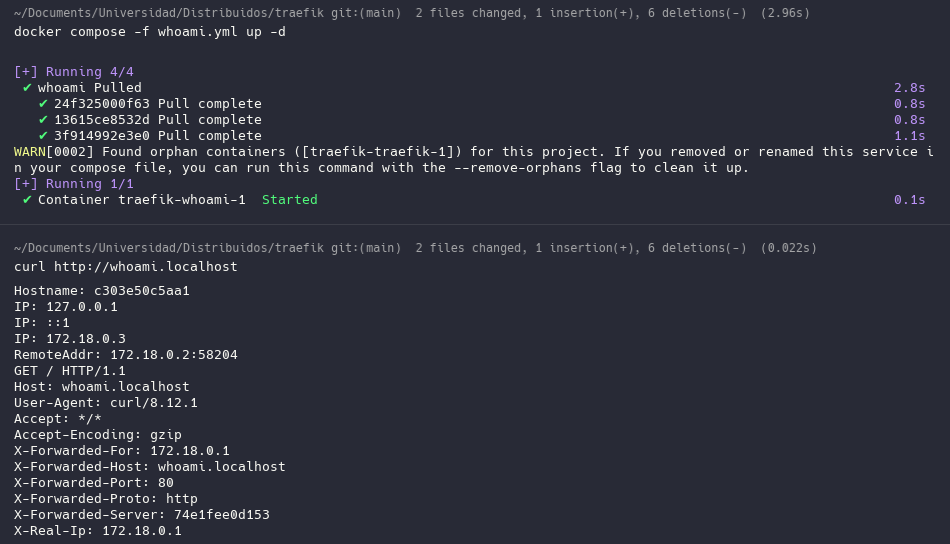 ~/Documents/Universidad/Distribuidos/traefik git:(main) 2 files changed, 1 insertion(+), 6 deletions(-) (2.96s)
docker compose -f whoami.yml up -d
[+] Running 4/4
✔ whoami Pulled 2.8s
✔ 24f325000f63 Pull complete 0.8s
✔ 13615ce8532d Pull complete 0.8s
✔ 3f914992e3e0 Pull complete 1.1s
WARN[0002] Found orphan containers ([traefik-traefik-1]) for this project. If you removed or renamed this service i
n your compose file, you can run this command with the --remove-orphans flag to clean it up.
[+] Running 1/1
✔ Container traefik-whoami-1 Started 0.1s
~/Documents/Universidad/Distribuidos/traefik git:(main) 2 files changed, 1 insertion(+), 6 deletions(-) (0.022s)
curl http://whoami.localhost
Hostname: c303e50c5aa1
IP: 127.0.0.1
IP: ::1
IP: 172.18.0.3
RemoteAddr: 172.18.0.2:58204
GET / HTTP/1.1
Host: whoami.localhost
User-Agent: curl/8.12.1
Accept: */*
Accept-Encoding: gzip
X-Forwarded-For: 172.18.0.1
X-Forwarded-Host: whoami.localhost
X-Forwarded-Port: 80
X-Forwarded-Proto: http
X-Forwarded-Server: 74e1fee0d153
X-Real-Ip: 172.18.0.1